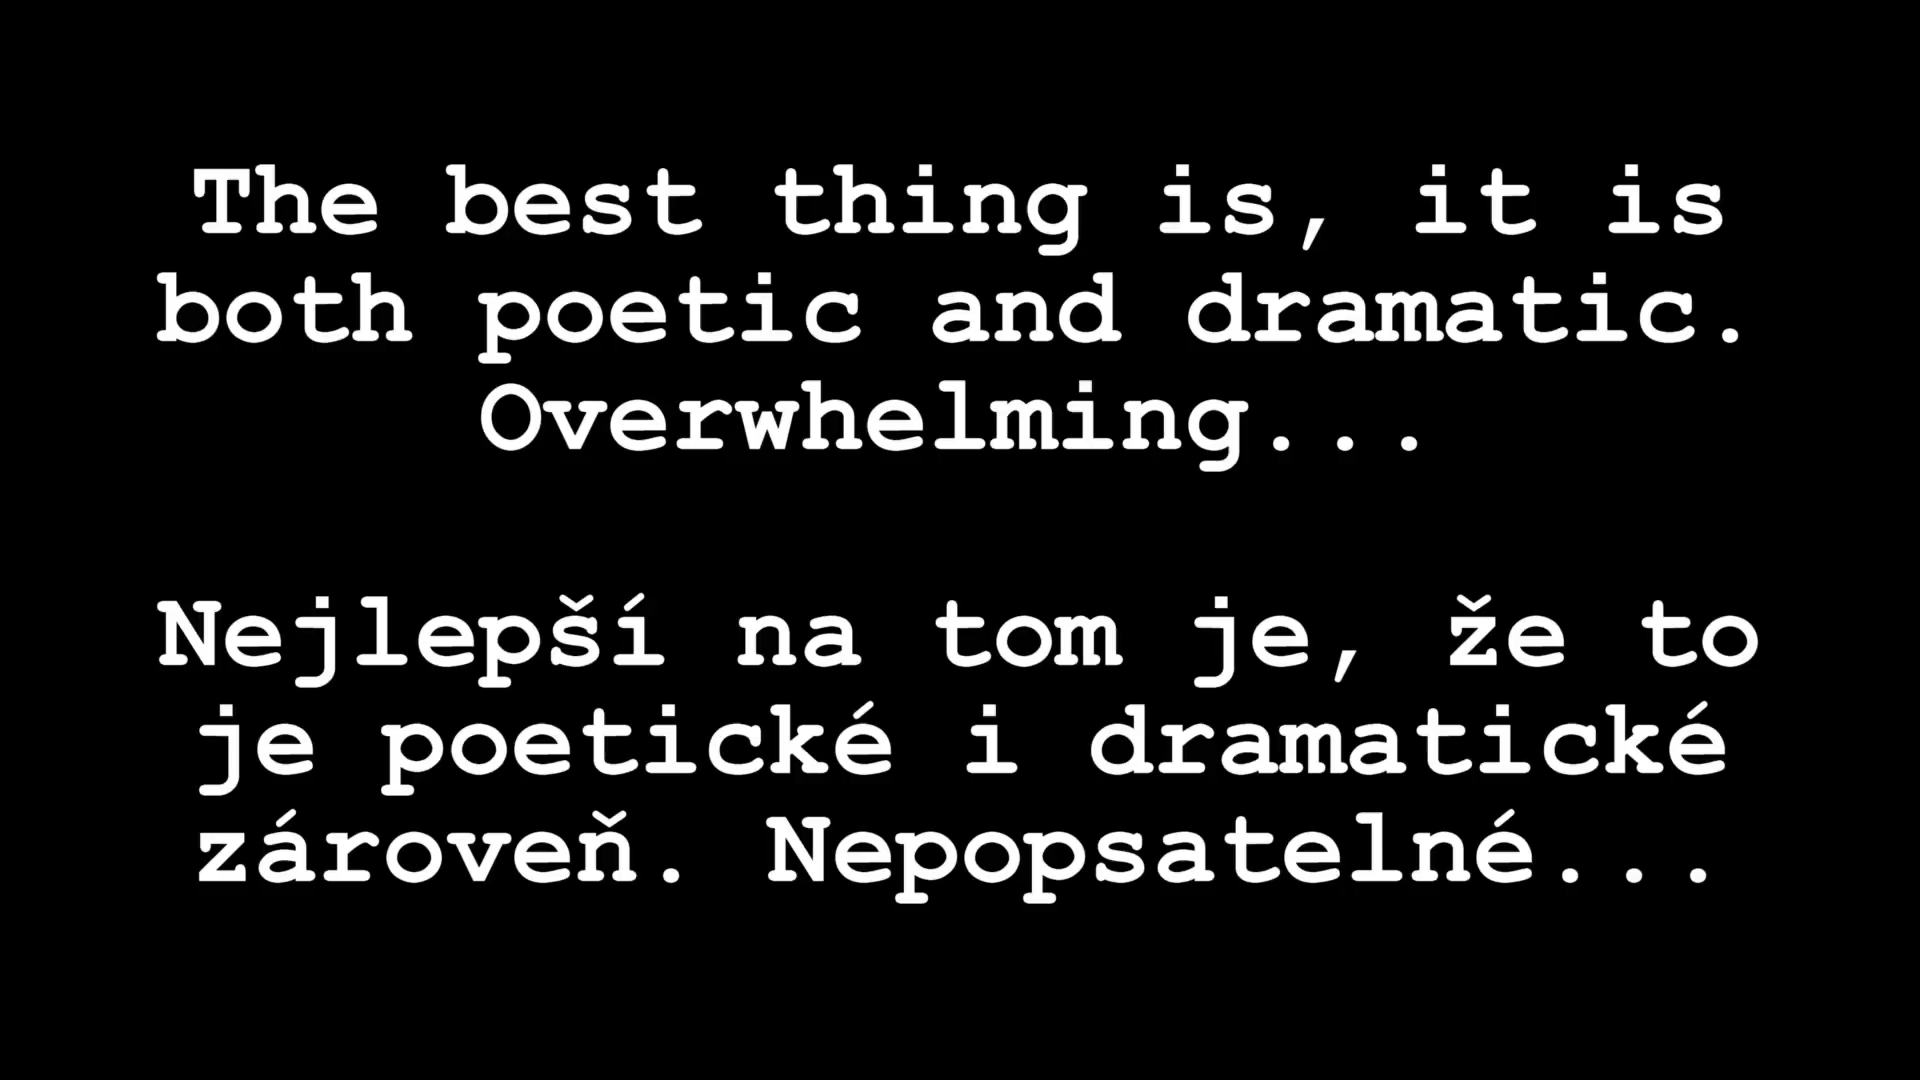 The best thing is, it is
both poetic and dramatic.
Overwhelming...
Nejlepší na tom je, že to
je poetické i dramatické
zároveň. Nepopsatelné...